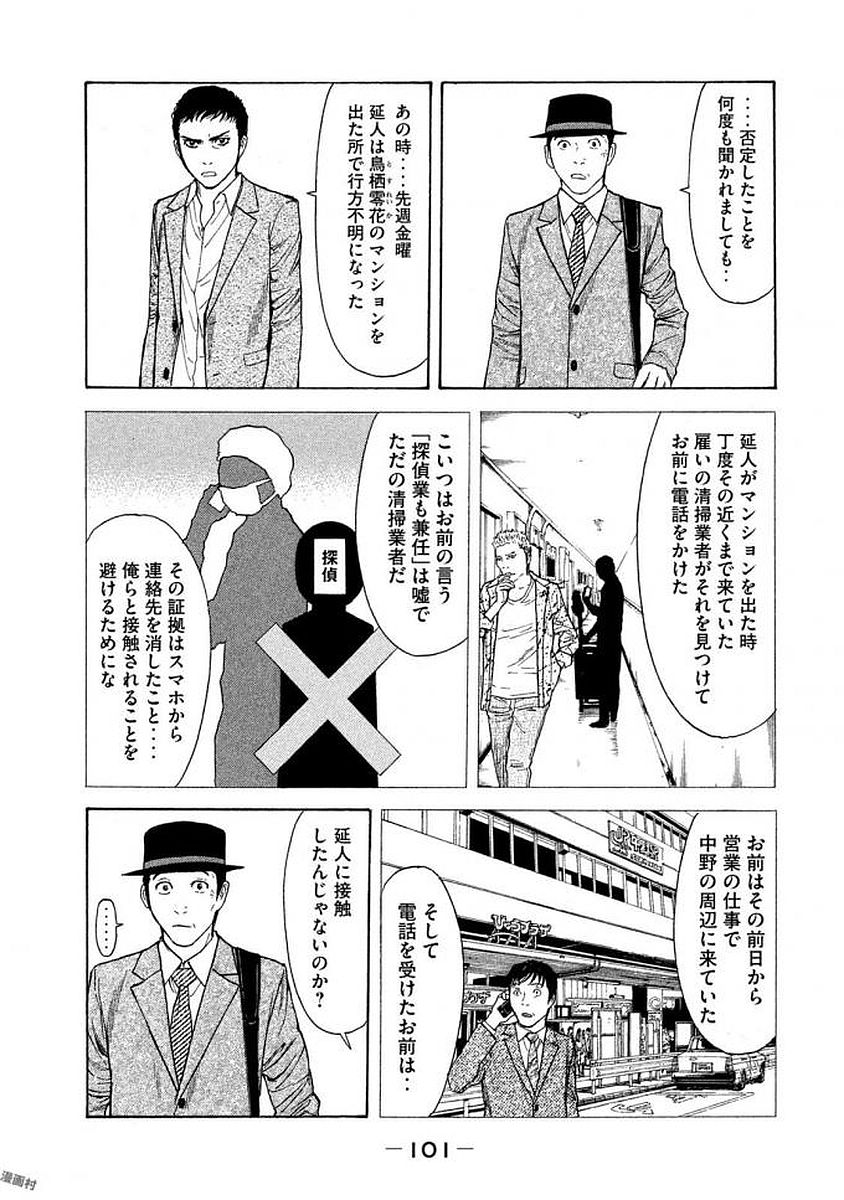 ‥‥否定したことを
何度も聞かれましても‥
あの時‥‥先週金曜
延人は鳥栖零花のマンションを
とすれいか
出た所で行方不明になった
延人がマンションを出た時
丁度その近くまで来ていた
雇いの清掃業者がそれを見つけて
お前に電話をかけた
こいつはお前の言う
「探偵業も兼任」は嘘で
ただの清掃業者だ
探偵
その証拠はスマホから
連絡先を消したこと‥‥
俺らと接触されることを
避けるためにな
お前はその前日から
営業の仕事で
中野の周辺に来ていた
そして
電話を受けたお前は‥
延人に接触
したんじゃないのか?
‥‥‥
—101—
漫画村